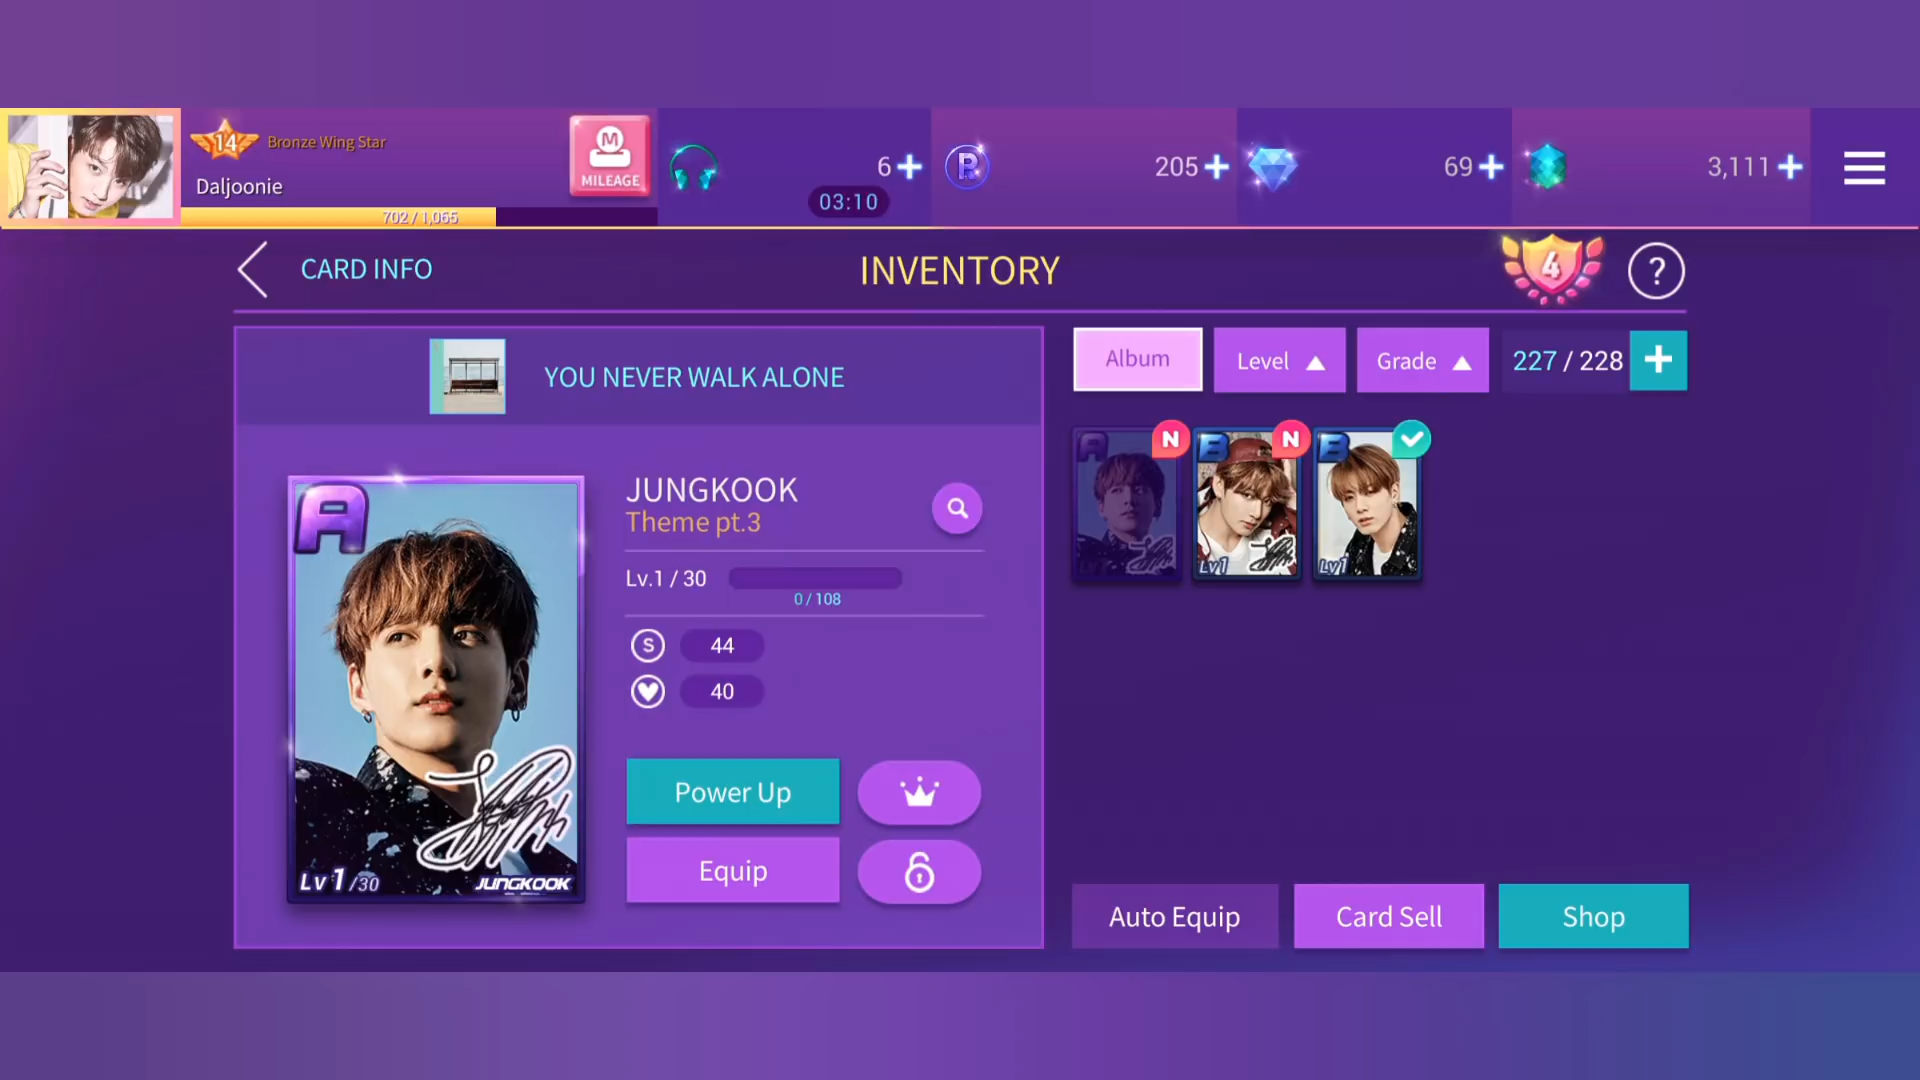 14 Bronze Wing Star
Daljoonie
702 / 1,065
M
MILEAGE
6
03:10
205
69
3,111
CARD INFO
INVENTORY
4
?
YOU NEVER WALK ALONE
A
Lv 1/30
JUNGKOOK
JUNGKOOK
Theme pt.3
Lv.1 / 30
0 / 108
S 44
40
Power Up
Equip
Album
Level
Grade
227 / 228
A N
B N
Lv1
B
Lv1
Auto Equip
Card Sell
Shop